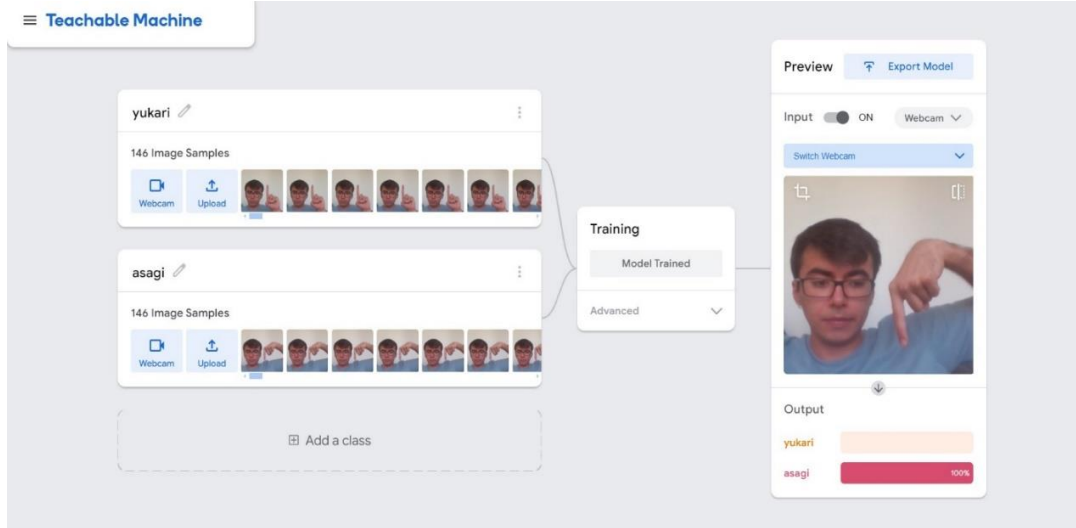 Teachable Machine
yukari
146 Image Samples
Webcam
Upload
asagi
146 Image Samples
Webcam
Upload
Add a class
Training
Model Trained
Advanced
Preview
Export Model
Input
ON
Webcam
Switch Webcam
Output
yukari
asagi
100%